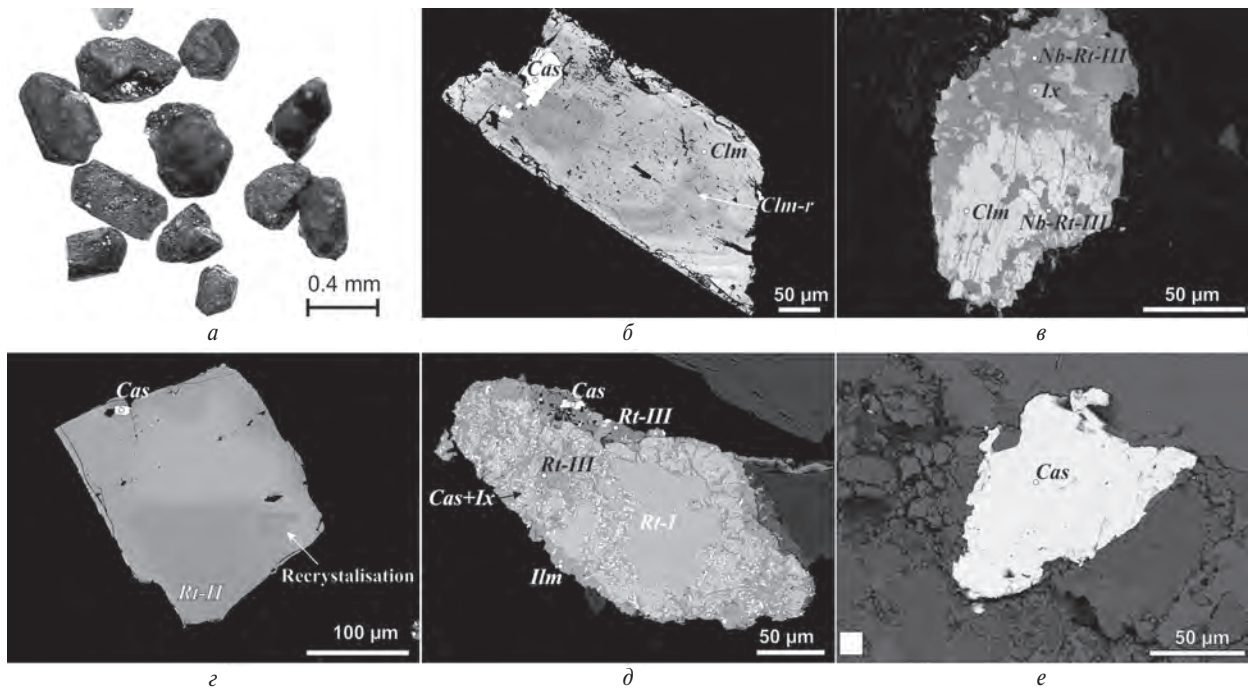 0.4 mm
а
Cas
Clm
Clm-r
50 µm
б
Nb-Rt-III
Ix
Clm
Nb-Rt-III
50 µm
в
Cas
Rt-II
Recrystalisation
100 µm
г
Cas
Rt-III
Rt-III
Cas+Ix
Rt-I
Ilm
50 µm
д
Cas
50 µm
е